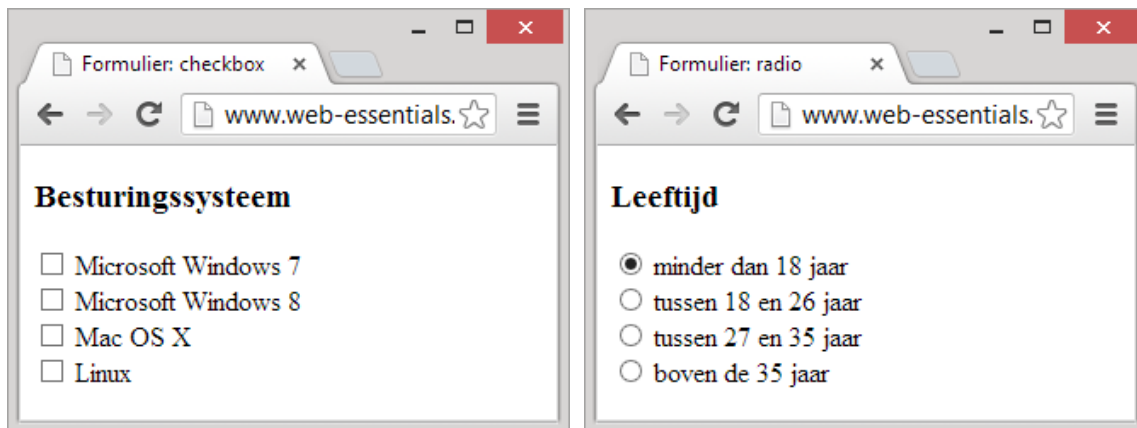 Formulier: checkbox
www.web-essentials.
Besturingssysteem
Microsoft Windows 7
Microsoft Windows 8
Mac OS X
Linux
Formulier: radio
www.web-essentials.
Leeftijd
minder dan 18 jaar
tussen 18 en 26 jaar
tussen 27 en 35 jaar
boven de 35 jaar